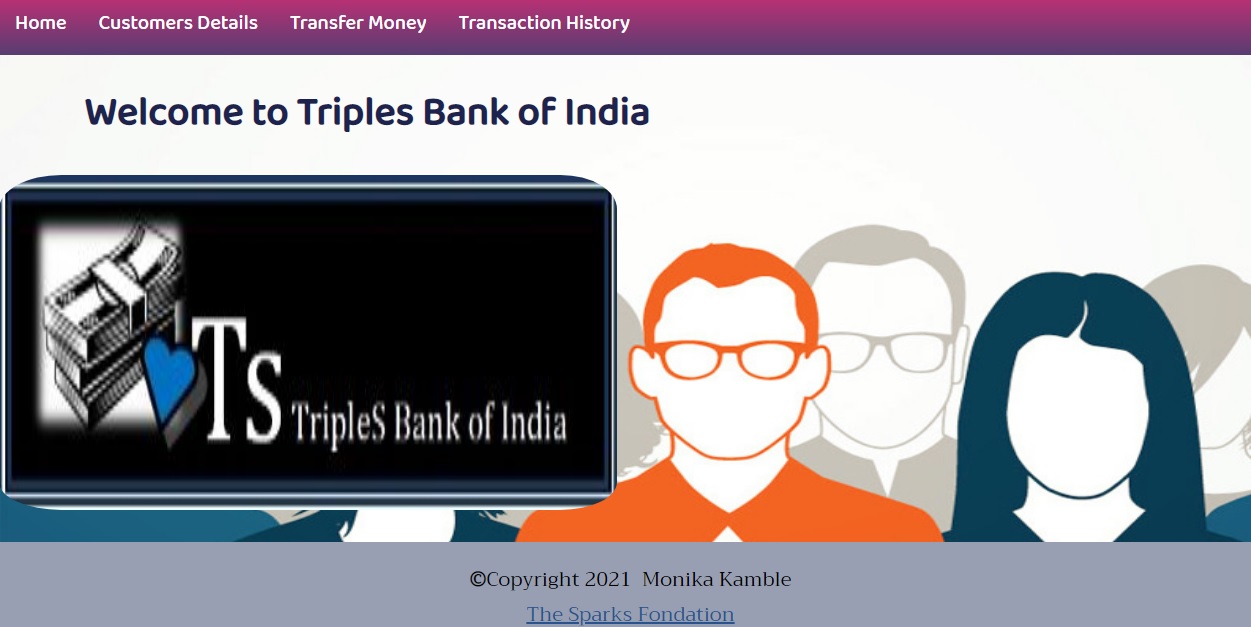 Home Customers Details Transfer Money Transaction History
Welcome to Triples Bank of India
Ts TripleS Bank of India
©Copyright 2021 Monika Kamble
The Sparks Fondation